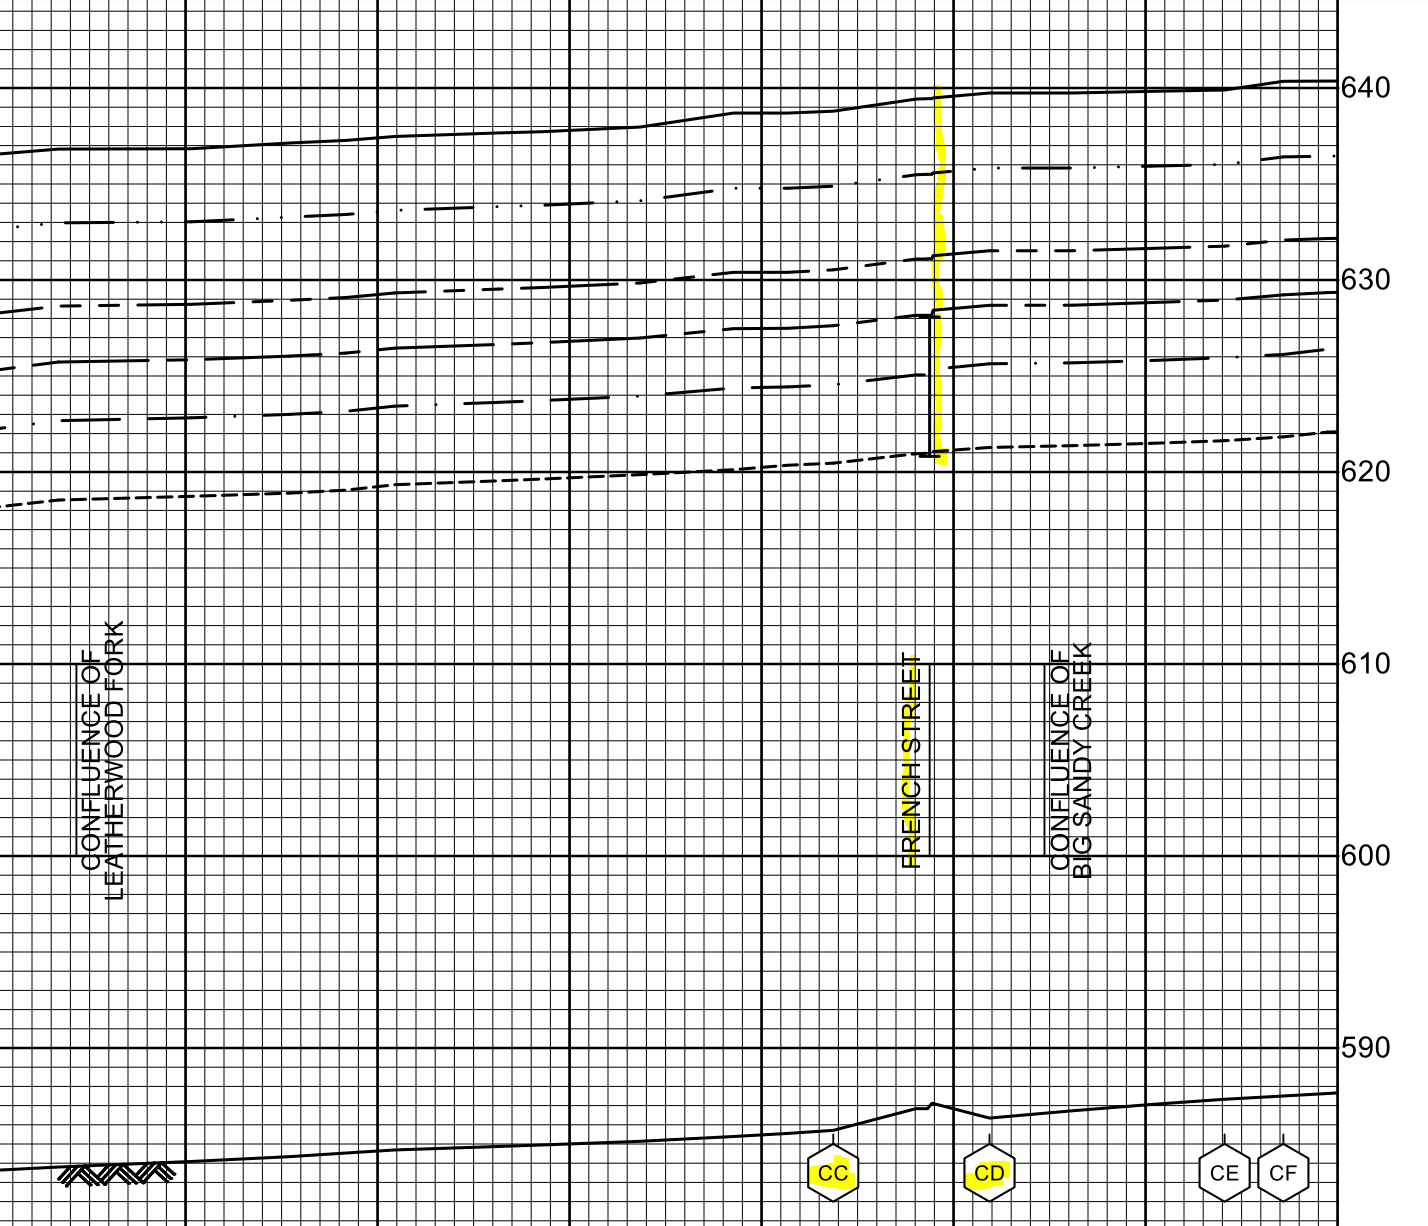 640
630
620
610
600
590
CONFLUENCE OF
LEATHERWOOD FORK
FRENCH STREET
CONFLUENCE OF
BIG SANDY CREEK
CC
CD
CE
CF